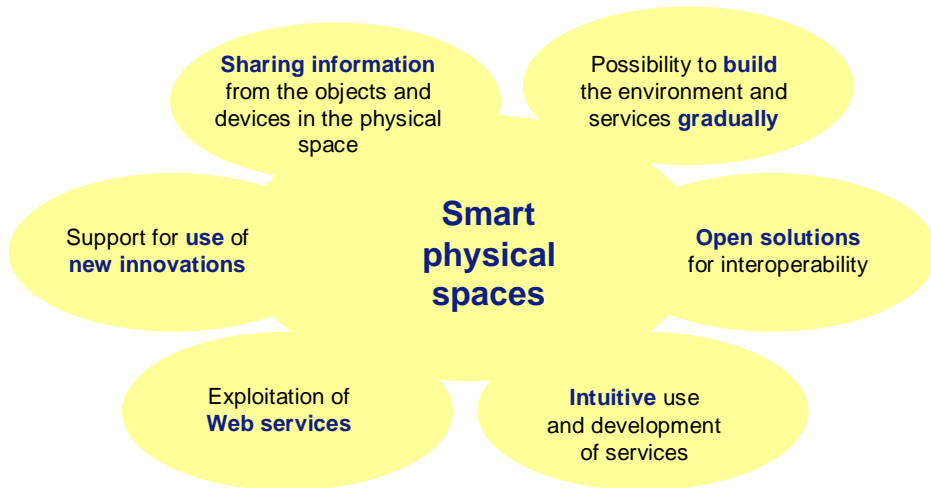 Sharing information
from the objects and
devices in the physical
space
Possibility to build
the environment and
services gradually
Support for use of
new innovations
Smart
physical
spaces
Open solutions
for interoperability
Exploitation of
Web services
Intuitive use
and development
of services